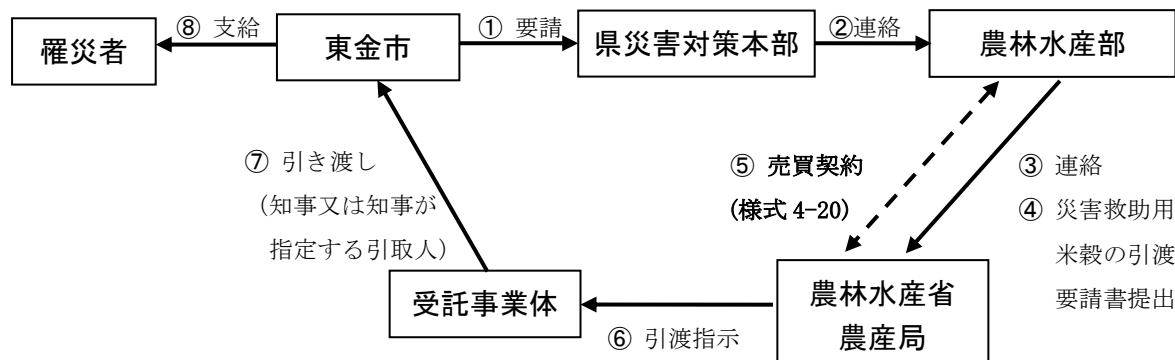 ⑧ 支給
① 要請
②連絡
罹災者
東金市
県災害対策本部
農林水産部
⑦ 引き渡し
（知事又は知事が
指定する引取人）
⑤ 売買契約
(様式 4-20)
③ 連絡
④ 災害救助用
米穀の引渡
要請書提出
受託事業体
⑥ 引渡指示
農林水産省
農産局